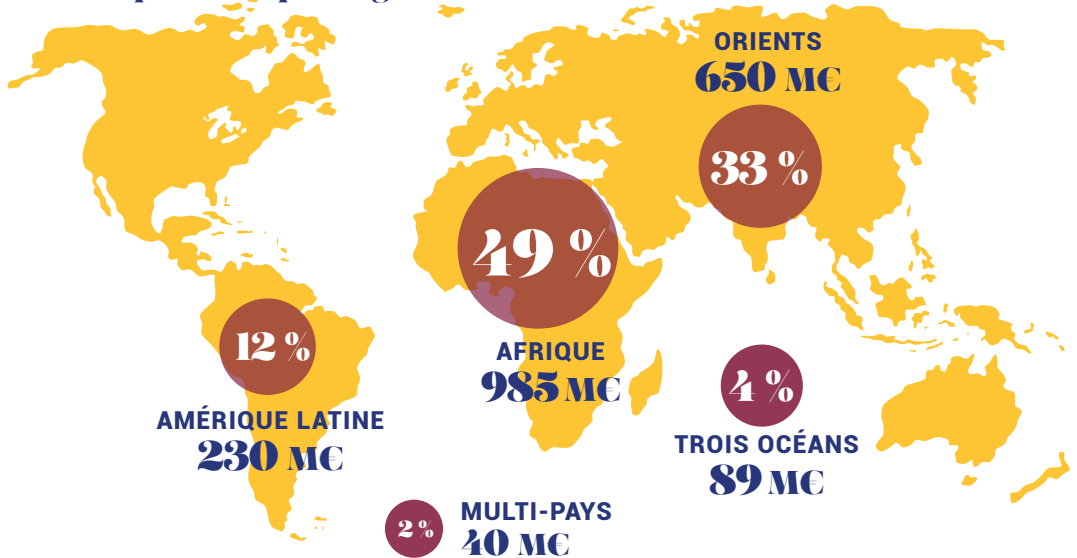 ORIENTS
650 M€
33 %
49 %
AFRIQUE
985 M€
12 %
AMÉRIQUE LATINE
230 M€
4 %
TROIS OCÉANS
89 M€
2 %
MULTI-PAYS
40 M€